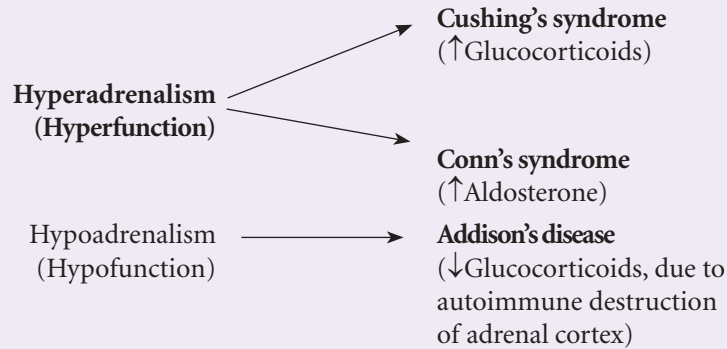 Cushing's syndrome
(↑Glucocorticoids)
Hyperadrenalism
(Hyperfunction)
Conn's syndrome
(↑Aldosterone)
Hypoadrenalism
(Hypofunction)
Addison's disease
(↓Glucocorticoids, due to
autoimmune destruction
of adrenal cortex)